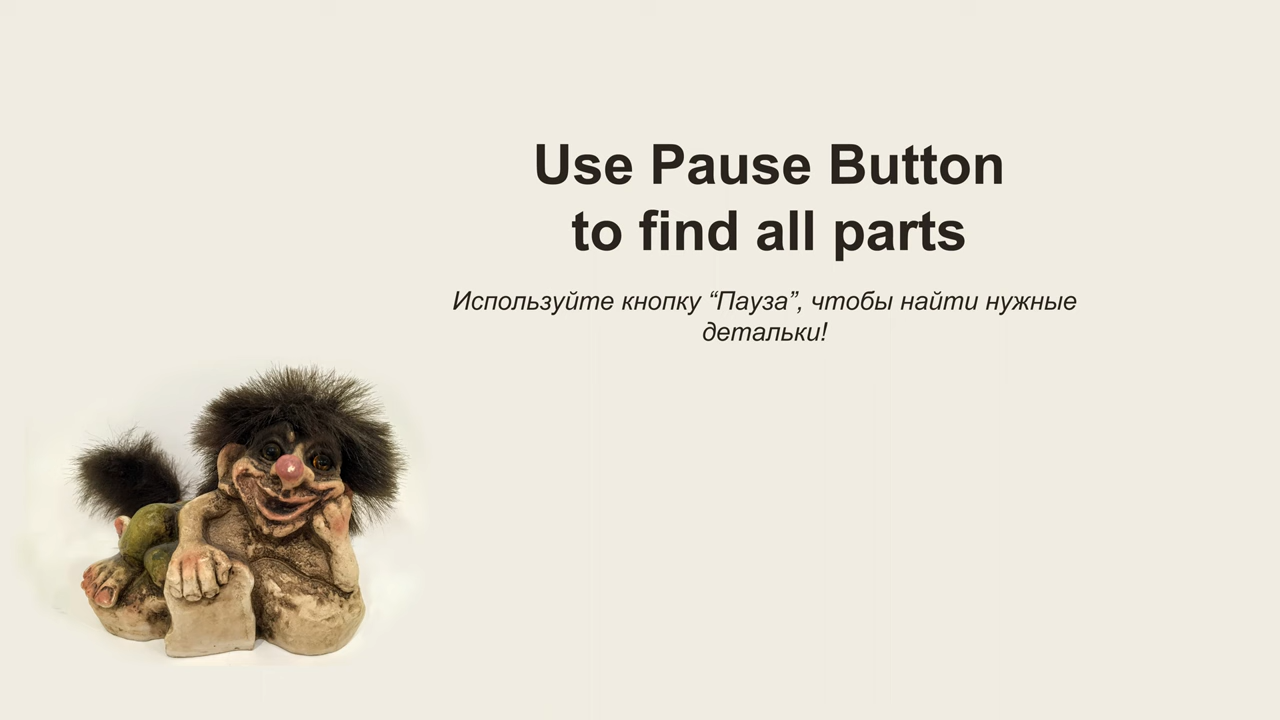 Use Pause Button
to find all parts
Используйте кнопку “Пауза”, чтобы найти нужные
детальки!